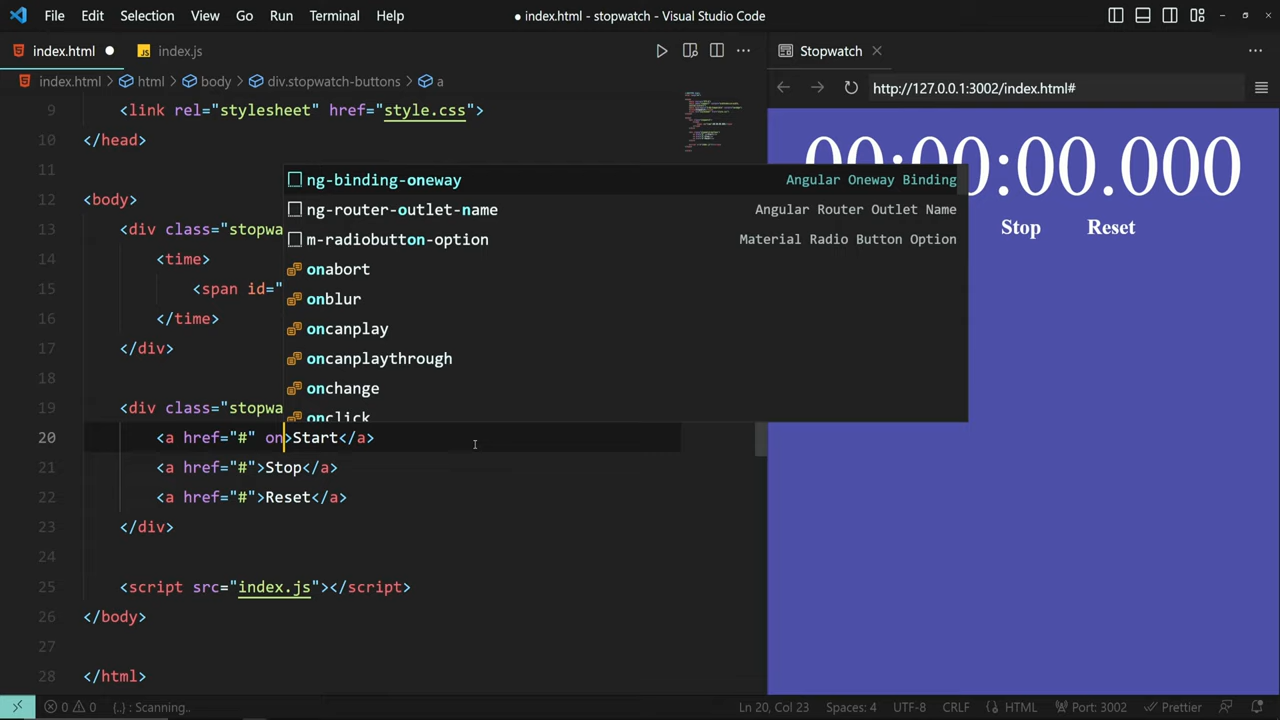 File Edit Selection View Go Run Terminal Help ● index.html - stopwatch - Visual Studio Code
index.html ● JS index.js Stopwatch
index.html > html > body > div.stopwatch-buttons > a http://127.0.0.1:3002/index.html#
9 <link rel="stylesheet" href="style.css">
10 </head>
11
12 <body>
13 <div class="stopwa
14 <time>
15 <span id="
16 </time>
17 </div>
18
19 <div class="stopwa
20 <a href="#" on>Start</a>
21 <a href="#">Stop</a>
22 <a href="#">Reset</a>
23 </div>
24
25 <script src="index.js"></script>
26 </body>
27
28 </html>
ng-binding-oneway Angular Oneway Binding
ng-router-outlet-name Angular Router Outlet Name
m-radiobutton-option Material Radio Button Option
onabort
onblur
oncanplay
oncanplaythrough
onchange
onclick
00:00:00.000
Stop Reset
0 0 {..} : Scanning.. Ln 20, Col 23 Spaces: 4 UTF-8 CRLF {} HTML Port: 3002 Prettier